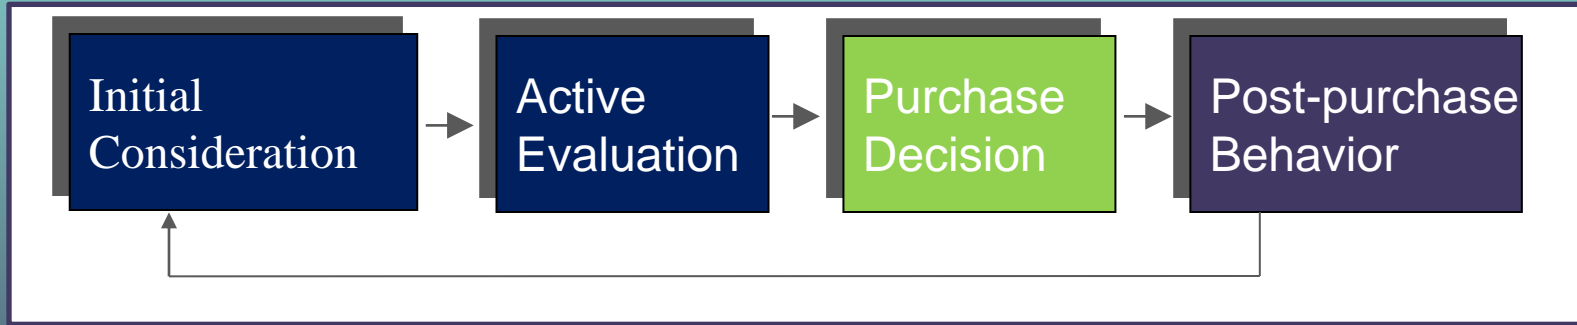 Initial
Consideration
Active
Evaluation
Purchase
Decision
Post-purchase
Behavior